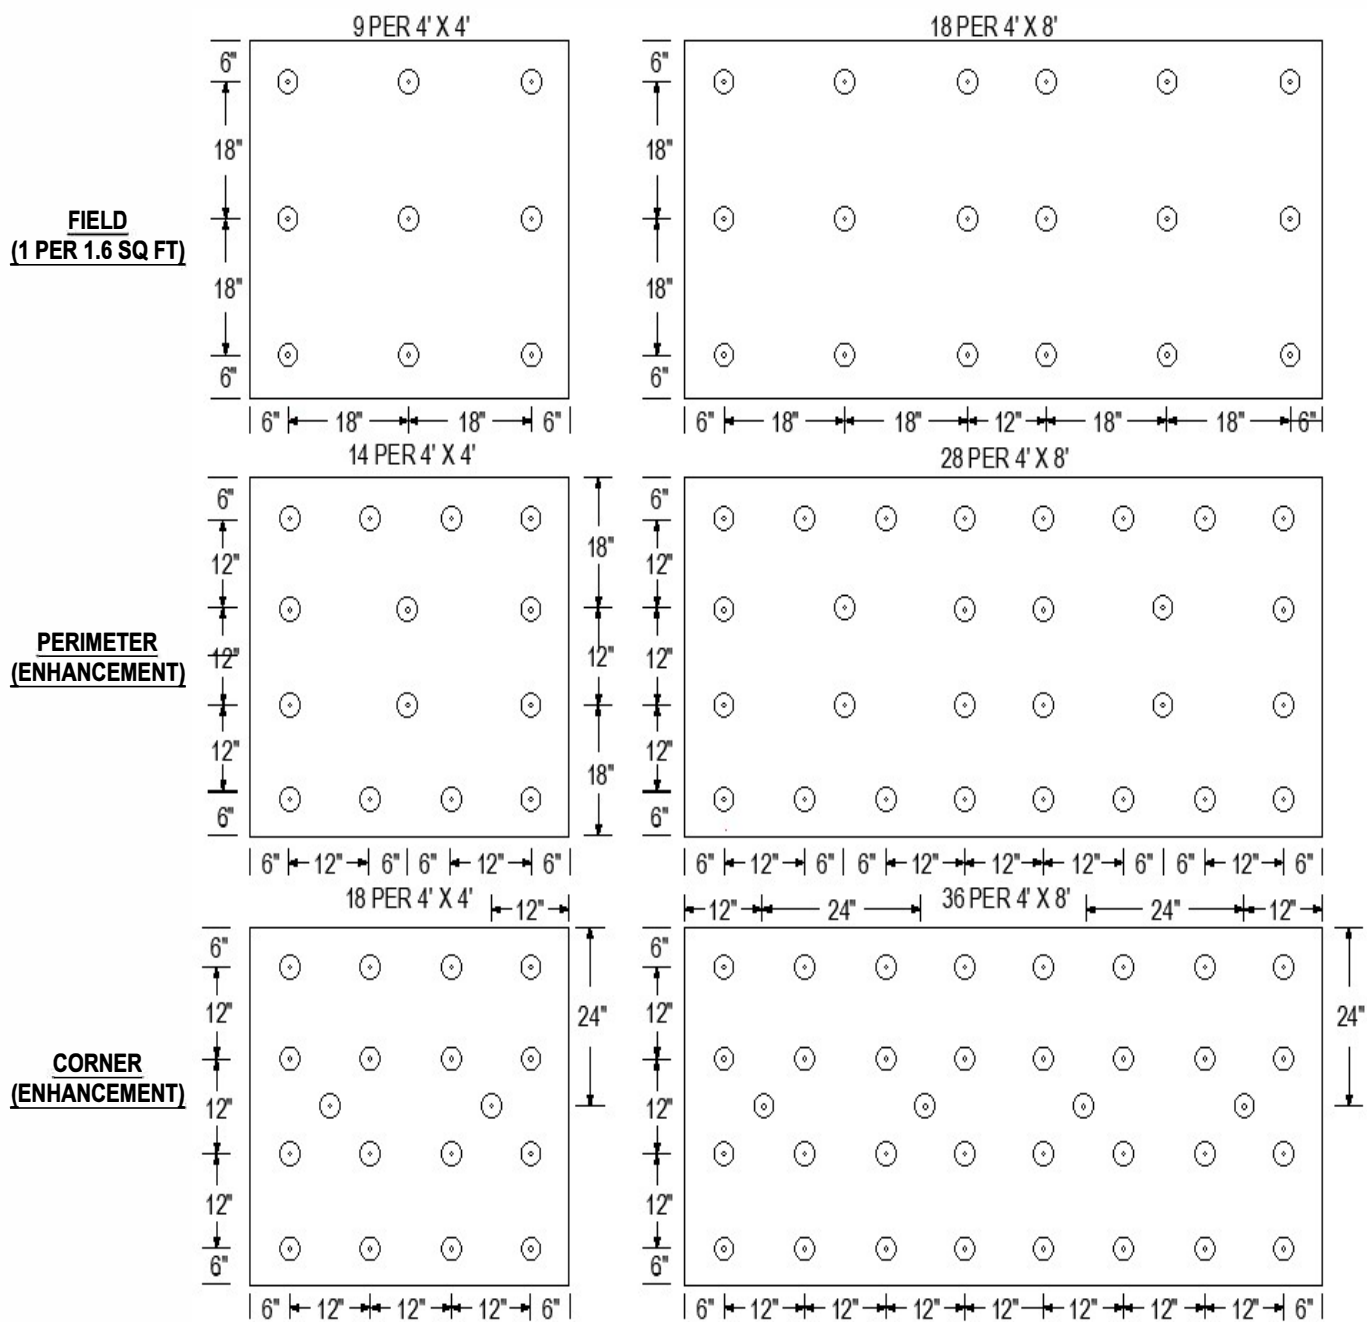 9 PER 4' X 4'
18 PER 4' X 8'
FIELD
(1 PER 1.6 SQ FT)
6"
18"
18"
6"
6" 18" 18" 6"
6"
18"
18"
6"
6" 18" 18" 12" 18" 18" 6"
14 PER 4' X 4'
28 PER 4' X 8'
PERIMETER
(ENHANCEMENT)
6"
12"
12"
12"
6"
18"
12"
18"
6" 12" 6" 6" 12" 6"
6"
12"
12"
12"
6"
6" 12" 6" 6" 12" 12" 12" 6" 6" 12" 6"
18 PER 4' X 4'
12"
12" 24" 36 PER 4' X 8' 24" 12"
CORNER
(ENHANCEMENT)
6"
12"
12"
12"
6"
24"
6" 12" 12" 12" 6"
6"
12"
12"
12"
6"
24"
6" 12" 12" 12" 12" 12" 12" 12" 6"